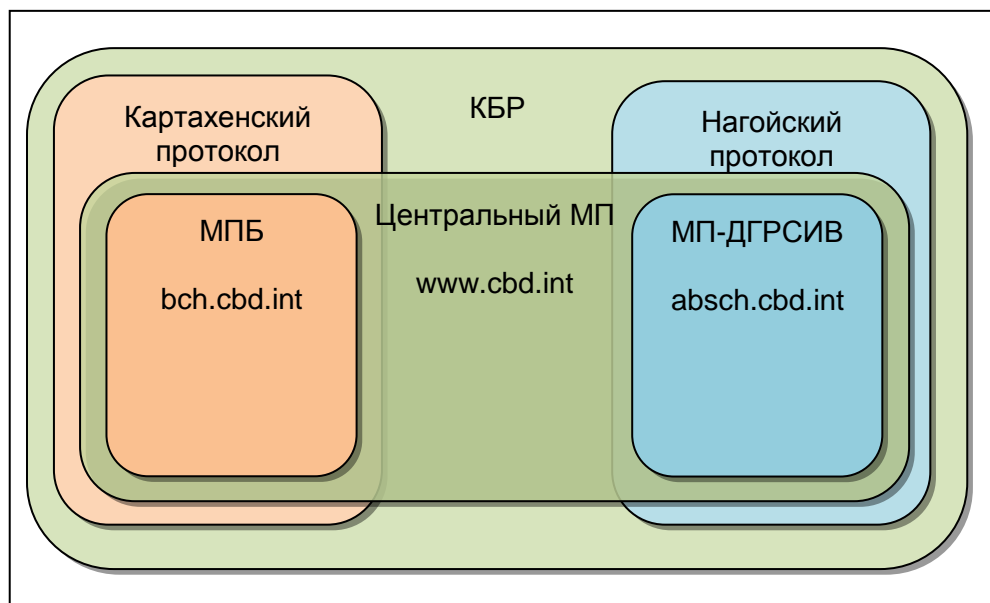 КБР
Картахенский
протокол
Нагойский
протокол
Центральный МП
www.cbd.int
МПБ
bch.cbd.int
МП-ДГРСИВ
absch.cbd.int